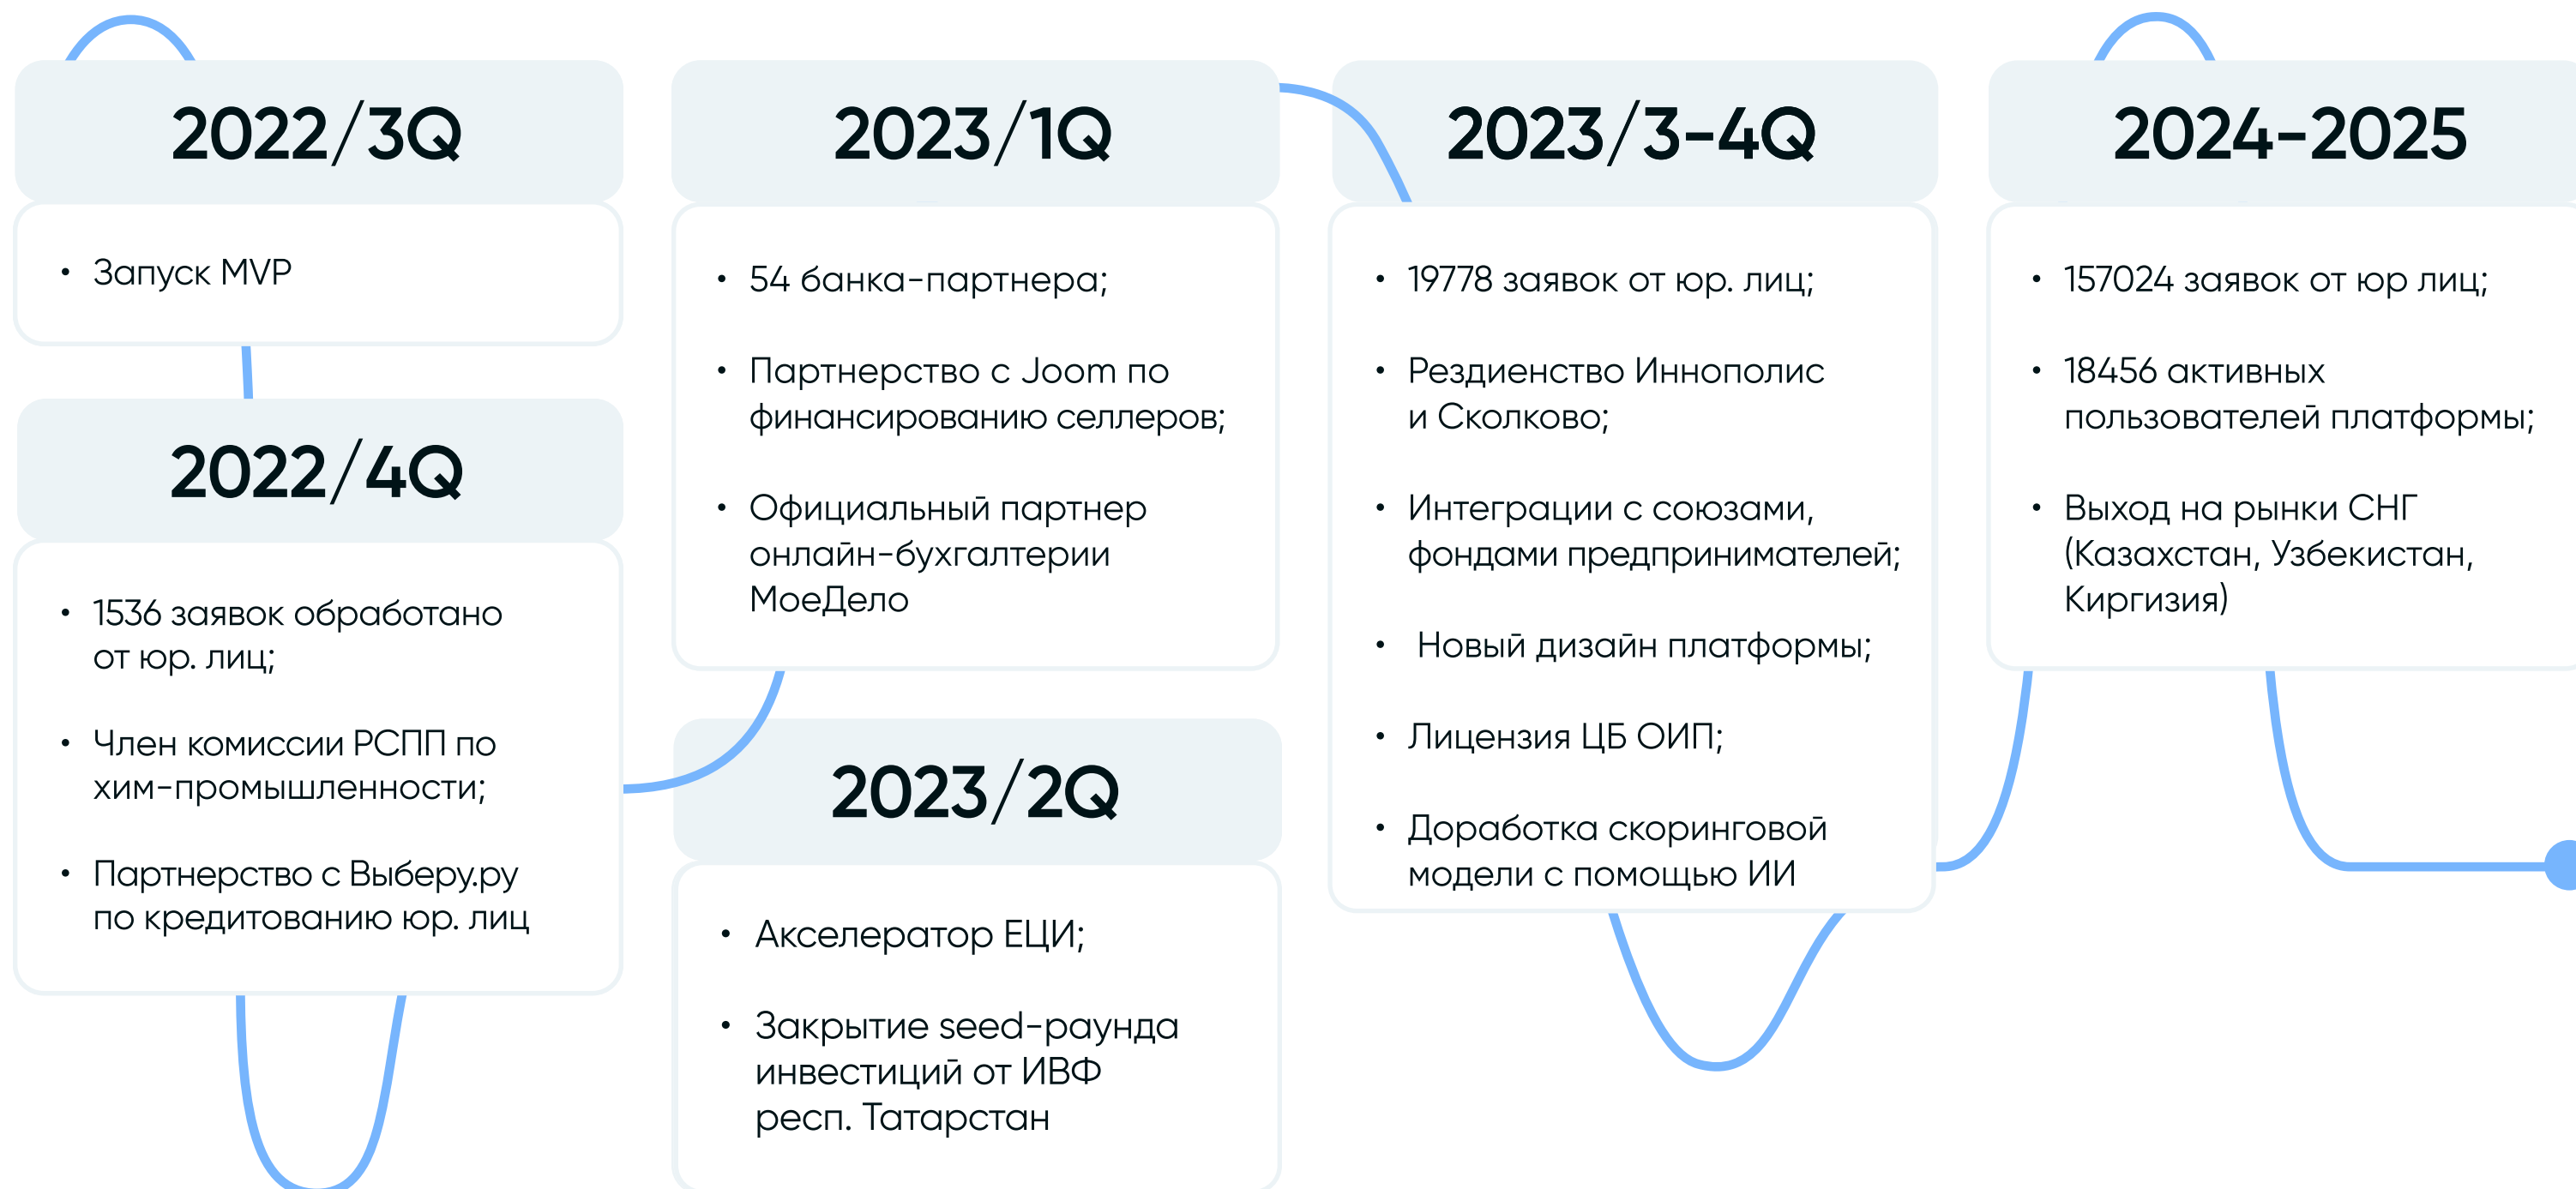 2022/3Q
• Запуск MVP
2022/4Q
• 1536 заявок обработано
от юр. лиц;
• Член комиссии РСПП по
хим-промышленности;
• Партнерство с Выберу.ру
по кредитованию юр. лиц
2023/1Q
• 54 банка-партнера;
• Партнерство с Joom по
финансированию селлеров;
• Официальный партнер
онлайн-бухгалтерии
МоеДело
2023/2Q
• Акселератор ЕЦИ;
• Закрытие seed-раунда
инвестиций от ИВФ
респ. Татарстан
2023/3-4Q
• 19778 заявок от юр. лиц;
• Рездиенство Иннополис
и Сколково;
• Интеграции с союзами,
фондами предпринимателей;
• Новый дизайн платформы;
• Лицензия ЦБ ОИП;
• Доработка скоринговой
модели с помощью ИИ
2024-2025
• 157024 заявок от юр лиц;
• 18456 активных
пользователей платформы;
• Выход на рынки СНГ
(Казахстан, Узбекистан,
Киргизия)